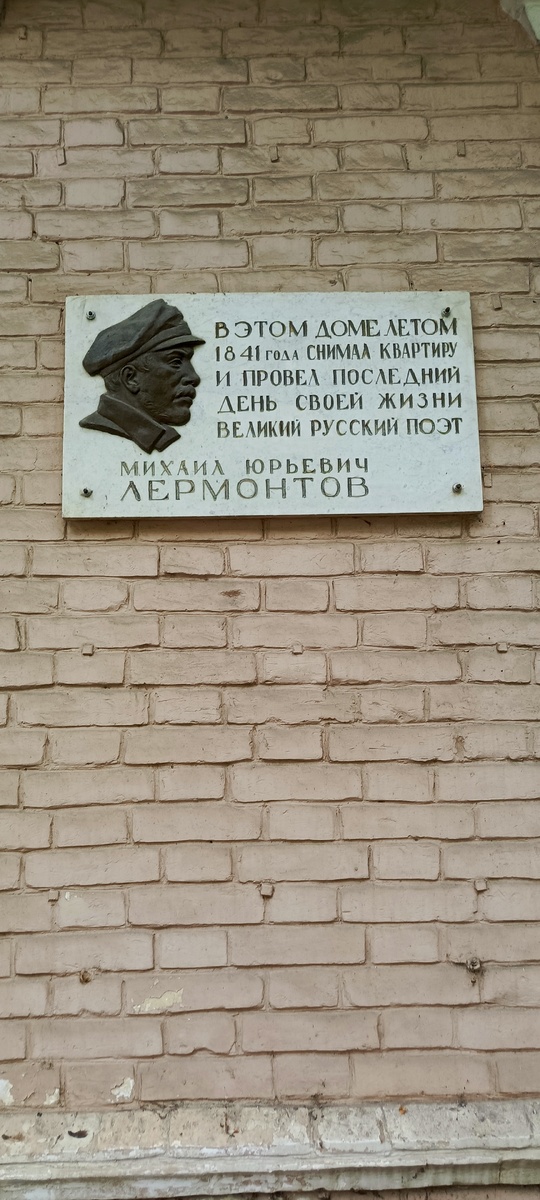 В ЭТОМ ДОМЕ ЛЕТОМ
1841 ГОДА СНИМАЛ КВАРТИРУ
И ПРОВЕЛ ПОСЛЕДНИЙ
ДЕНЬ СВОЕЙ ЖИЗНИ
ВЕЛИКИЙ РУССКИЙ ПОЭТ
МИХАИЛ ЮРЬЕВИЧ
ЛЕРМОНТОВ